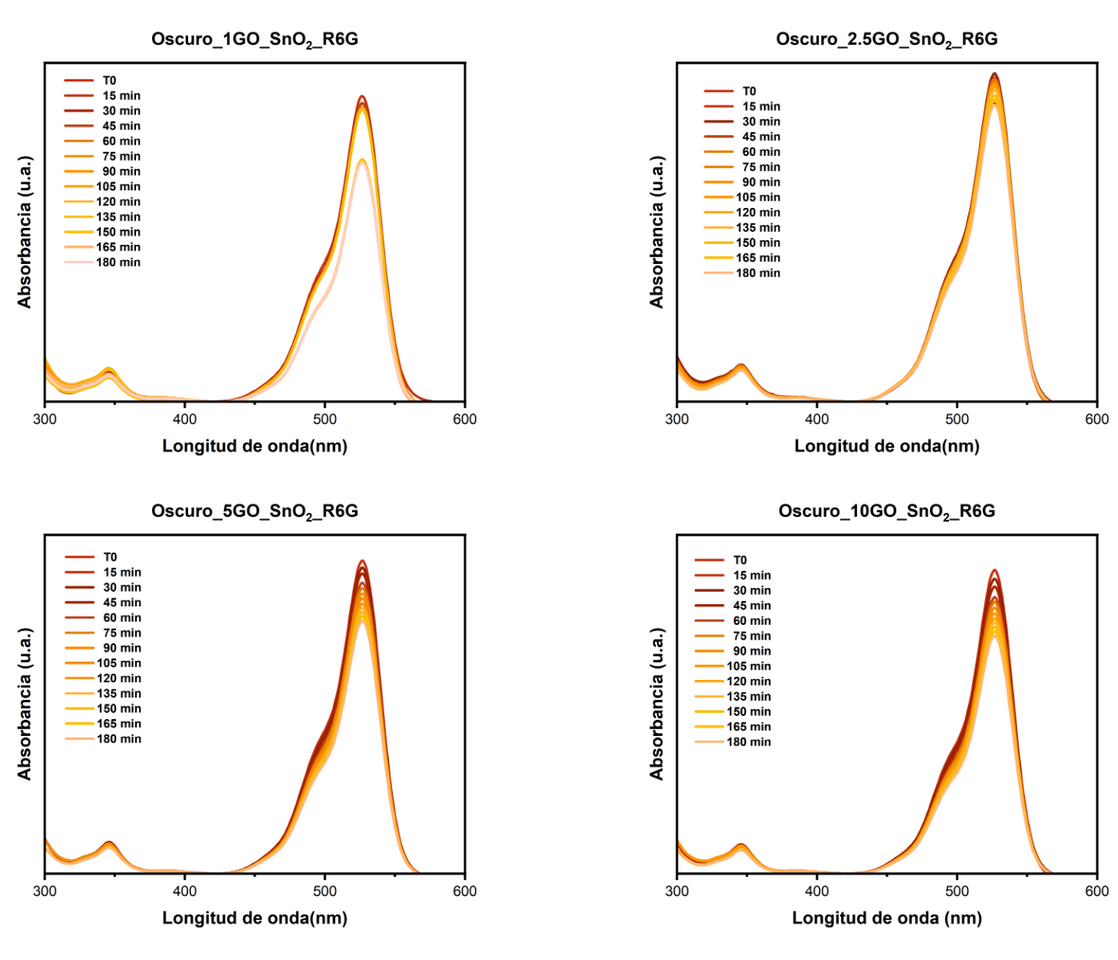 Oscuro_1GO_SnO₂_R6G
T0
15 min
30 min
45 min
60 min
75 min
90 min
105 min
120 min
135 min
150 min
165 min
180 min
Absorbancia (u.a.)
300
400
500
600
Longitud de onda(nm)
Oscuro_2.5GO_SnO₂_R6G
T0
15 min
30 min
45 min
60 min
75 min
90 min
105 min
120 min
135 min
150 min
165 min
180 min
Absorbancia (u.a.)
300
400
500
600
Longitud de onda(nm)
Oscuro_5GO_SnO₂_R6G
T0
15 min
30 min
45 min
60 min
75 min
90 min
105 min
120 min
135 min
150 min
165 min
180 min
Absorbancia (u.a.)
300
400
500
600
Longitud de onda(nm)
Oscuro_10GO_SnO₂_R6G
T0
15 min
30 min
45 min
60 min
75 min
90 min
105 min
120 min
135 min
150 min
165 min
180 min
Absorbancia (u.a.)
300
400
500
600
Longitud de onda (nm)